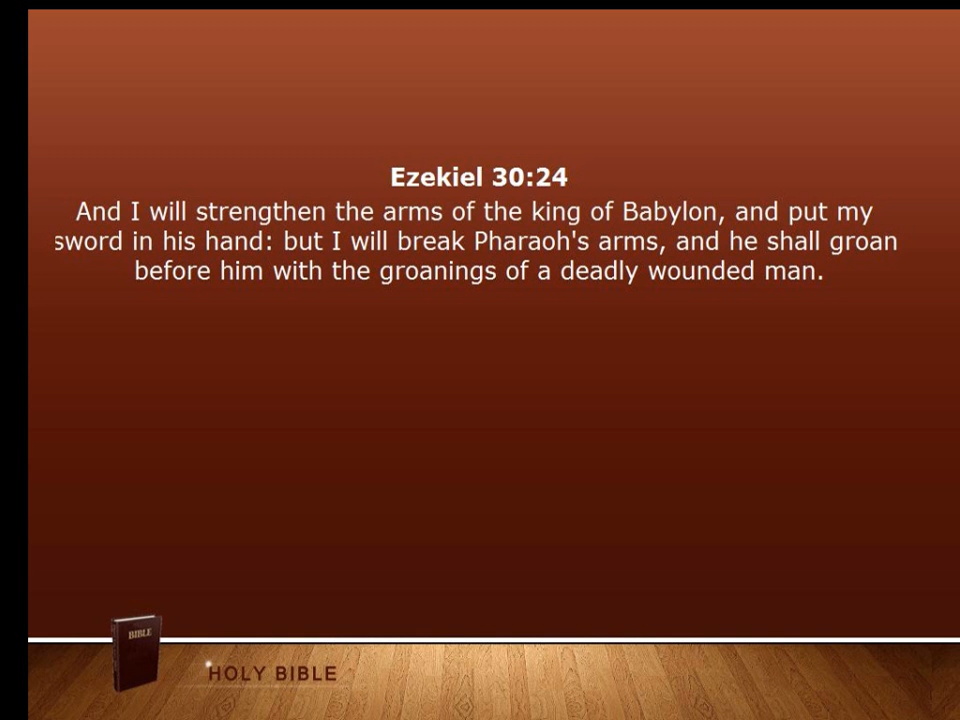 Ezekiel 30:24
And I will strengthen the arms of the king of Babylon, and put my
sword in his hand: but I will break Pharaoh's arms, and he shall groan
before him with the groanings of a deadly wounded man.
BIBLE
HOLY BIBLE